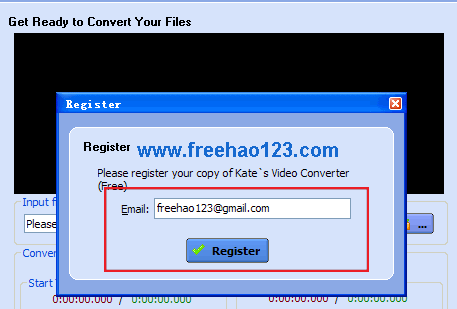 Get Ready to Convert Your Files
Register
Register www.freehao123.com
Please register your copy of Kate`s Video Converter
(Free)
Input f
Email: freehao123@gmail.com
Please
...
Register
Conver
Start
0:00:00.000 / 0:00:00.000 0:00:00.000 / 0:00:00.000